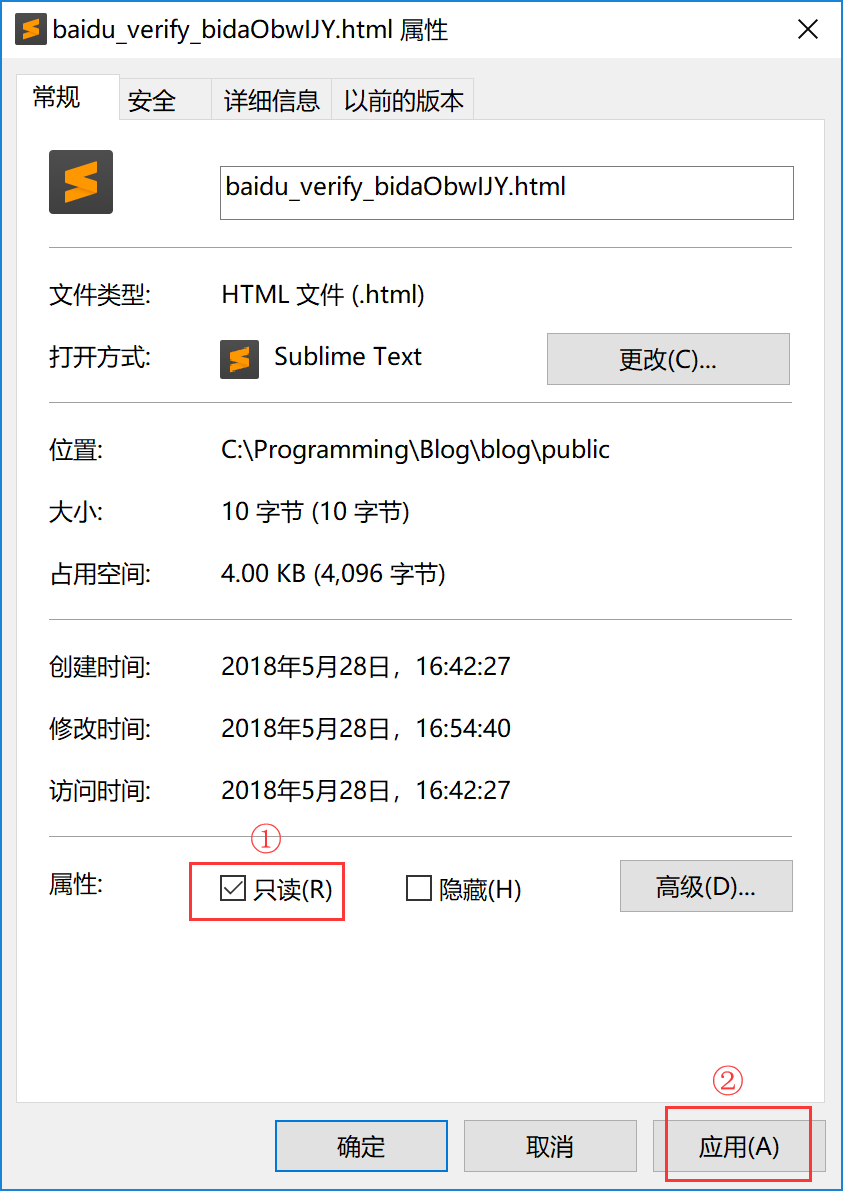 baidu_verify_bidaObwIJY.html 属性
常规 安全 详细信息 以前的版本
baidu_verify_bidaObwIJY.html
文件类型: HTML 文件 (.html)
打开方式: Sublime Text 更改(C)...
位置: C:\Programming\Blog\blog\public
大小: 10 字节 (10 字节)
占用空间: 4.00 KB (4,096 字节)
创建时间: 2018年5月28日，16:42:27
修改时间: 2018年5月28日，16:54:40
访问时间: 2018年5月28日，16:42:27
①
属性: 只读(R) 隐藏(H) 高级(D)...
②
确定 取消 应用(A)